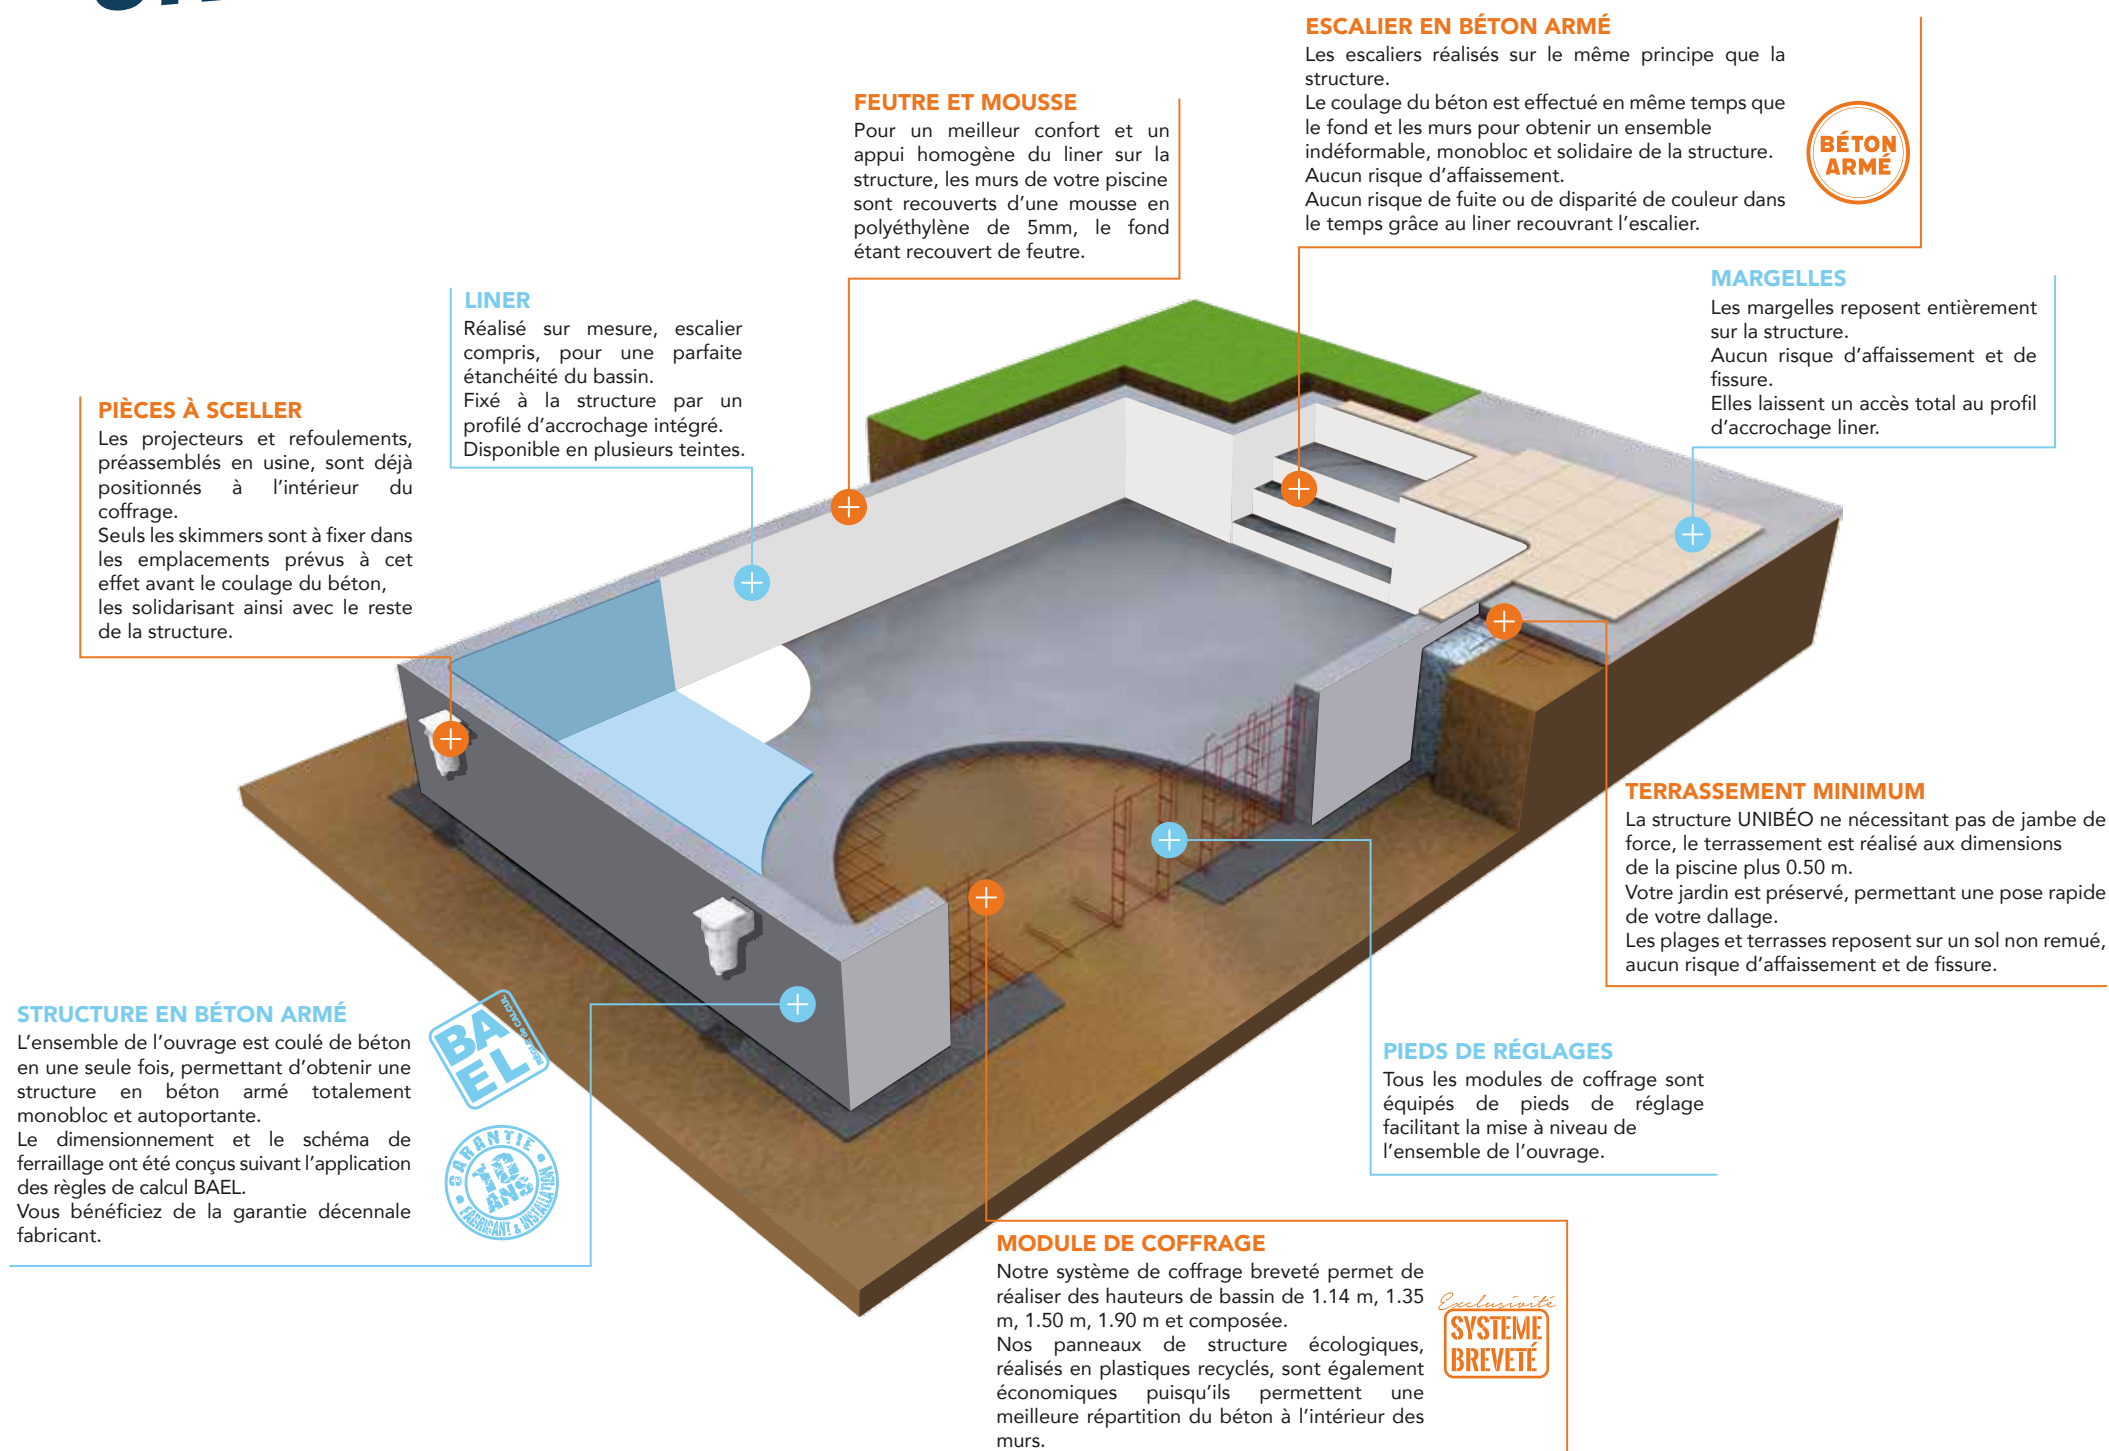 ESCALIER EN BÉTON ARMÉ
Les escaliers réalisés sur le même principe que la
structure.
Le coulage du béton est effectué en même temps que
le fond et les murs pour obtenir un ensemble
indéformable, monobloc et solidaire de la structure.
Aucun risque d'affaissement.
Aucun risque de fuite ou de disparité de couleur dans
le temps grâce au liner recouvrant l'escalier.
BÉTON
ARMÉ
FEUTRE ET MOUSSE
Pour un meilleur confort et un
appui homogène du liner sur la
structure, les murs de votre piscine
sont recouverts d'une mousse en
polyéthylène de 5mm, le fond
étant recouvert de feutre.
MARGELLES
Les margelles reposent entièrement
sur la structure.
Aucun risque d'affaissement et de
fissure.
Elles laissent un accès total au profil
d'accrochage liner.
LINER
Réalisé sur mesure, escalier
compris, pour une parfaite
étanchéité du bassin.
Fixé à la structure par un
profilé d'accrochage intégré.
Disponible en plusieurs teintes.
PIÈCES À SCELLER
Les projecteurs et refoulements,
préassemblés en usine, sont déjà
positionnés à l'intérieur du
coffrage.
Seuls les skimmers sont à fixer dans
les emplacements prévus à cet
effet avant le coulage du béton,
les solidarisant ainsi avec le reste
de la structure.
TERRASSEMENT MINIMUM
La structure UNIBÉO ne nécessitant pas de jambe de
force, le terrassement est réalisé aux dimensions
de la piscine plus 0.50 m.
Votre jardin est préservé, permettant une pose rapide
de votre dallage.
Les plages et terrasses reposent sur un sol non remué,
aucun risque d'affaissement et de fissure.
STRUCTURE EN BÉTON ARMÉ
L'ensemble de l'ouvrage est coulé de béton
en une seule fois, permettant d'obtenir une
structure en béton armé totalement
monobloc et autoportante.
Le dimensionnement et le schéma de
ferraillage ont été conçus suivant l'application
des règles de calcul BAEL.
Vous bénéficiez de la garantie décennale
fabricant.
BA
EL
RÈGLE de CALCUL
GARANTIE
10
ANS
FABRICANT & INSTALLATION
PIEDS DE RÉGLAGES
Tous les modules de coffrage sont
équipés de pieds de réglage
facilitant la mise à niveau de
l'ensemble de l'ouvrage.
MODULE DE COFFRAGE
Notre système de coffrage breveté permet de
réaliser des hauteurs de bassin de 1.14 m, 1.35
m, 1.50 m, 1.90 m et composée.
Nos panneaux de structure écologiques,
réalisés en plastiques recyclés, sont également
économiques puisqu'ils permettent une
meilleure répartition du béton à l'intérieur des
murs.
Exclusivité
SYSTEME
BREVETÉ